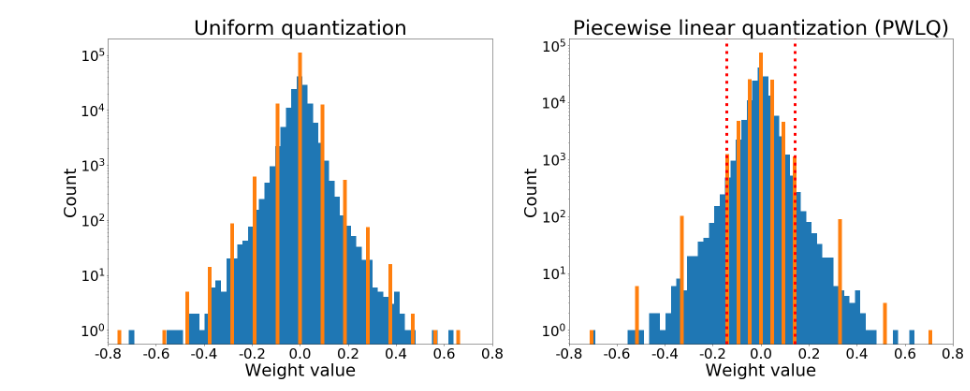 Uniform quantization
Count
10^5
10^4
10^3
10^2
10^1
10^0
-0.8 -0.6 -0.4 -0.2 0.0 0.2 0.4 0.6 0.8
Weight value
Piecewise linear quantization (PWLQ)
Count
10^5
10^4
10^3
10^2
10^1
10^0
-0.8 -0.6 -0.4 -0.2 0.0 0.2 0.4 0.6 0.8
Weight value